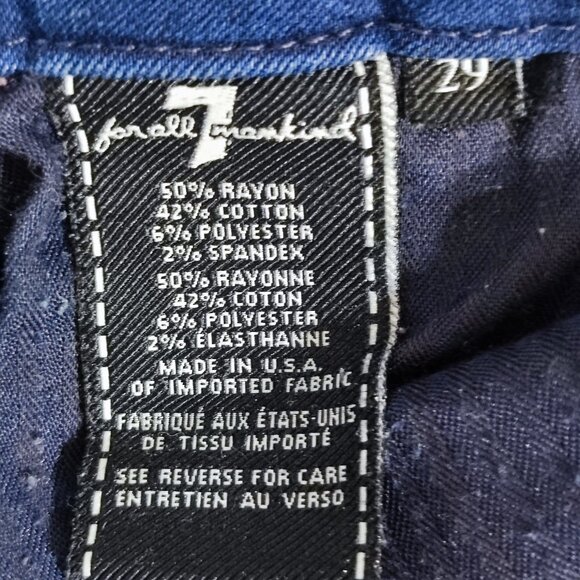 7
for all mankind
29
50% RAYON
42% COTTON
6% POLYESTER
2% SPANDEX
50% RAYONNE
42% COTON
6% POLYESTER
2% ÉLASTHANNE
MADE IN U.S.A.
OF IMPORTED FABRIC
FABRIQUÉ AUX ÉTATS-UNIS
DE TISSU IMPORTÉ
SEE REVERSE FOR CARE
ENTRETIEN AU VERSO